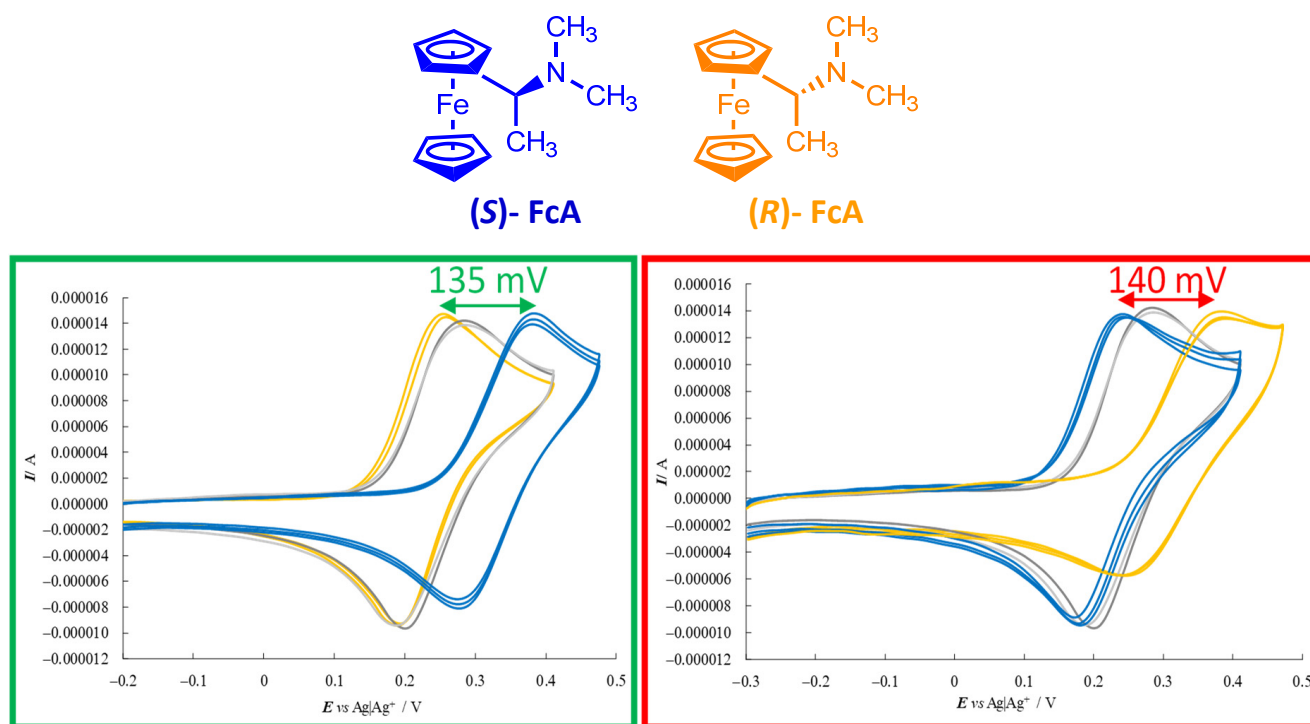 CH₃
N
CH₃
Fe
CH₃
(S)- FcA
CH₃
N
CH₃
Fe
CH₃
(R)- FcA
135 mV
0.000016
0.000014
0.000012
0.000010
0.000008
0.000006
0.000004
0.000002
0.000000
−0.000002
−0.000004
−0.000006
−0.000008
−0.000010
−0.000012
I/ A
−0.2
−0.1
0
0.1
0.2
0.3
0.4
0.5
E vs Ag|Ag⁺ / V
140 mV
0.000016
0.000014
0.000012
0.000010
0.000008
0.000006
0.000004
0.000002
0.000000
−0.000002
−0.000004
−0.000006
−0.000008
−0.000010
−0.000012
I/ A
−0.3
−0.2
−0.1
0
0.1
0.2
0.3
0.4
0.5
E vs Ag|Ag⁺ / V